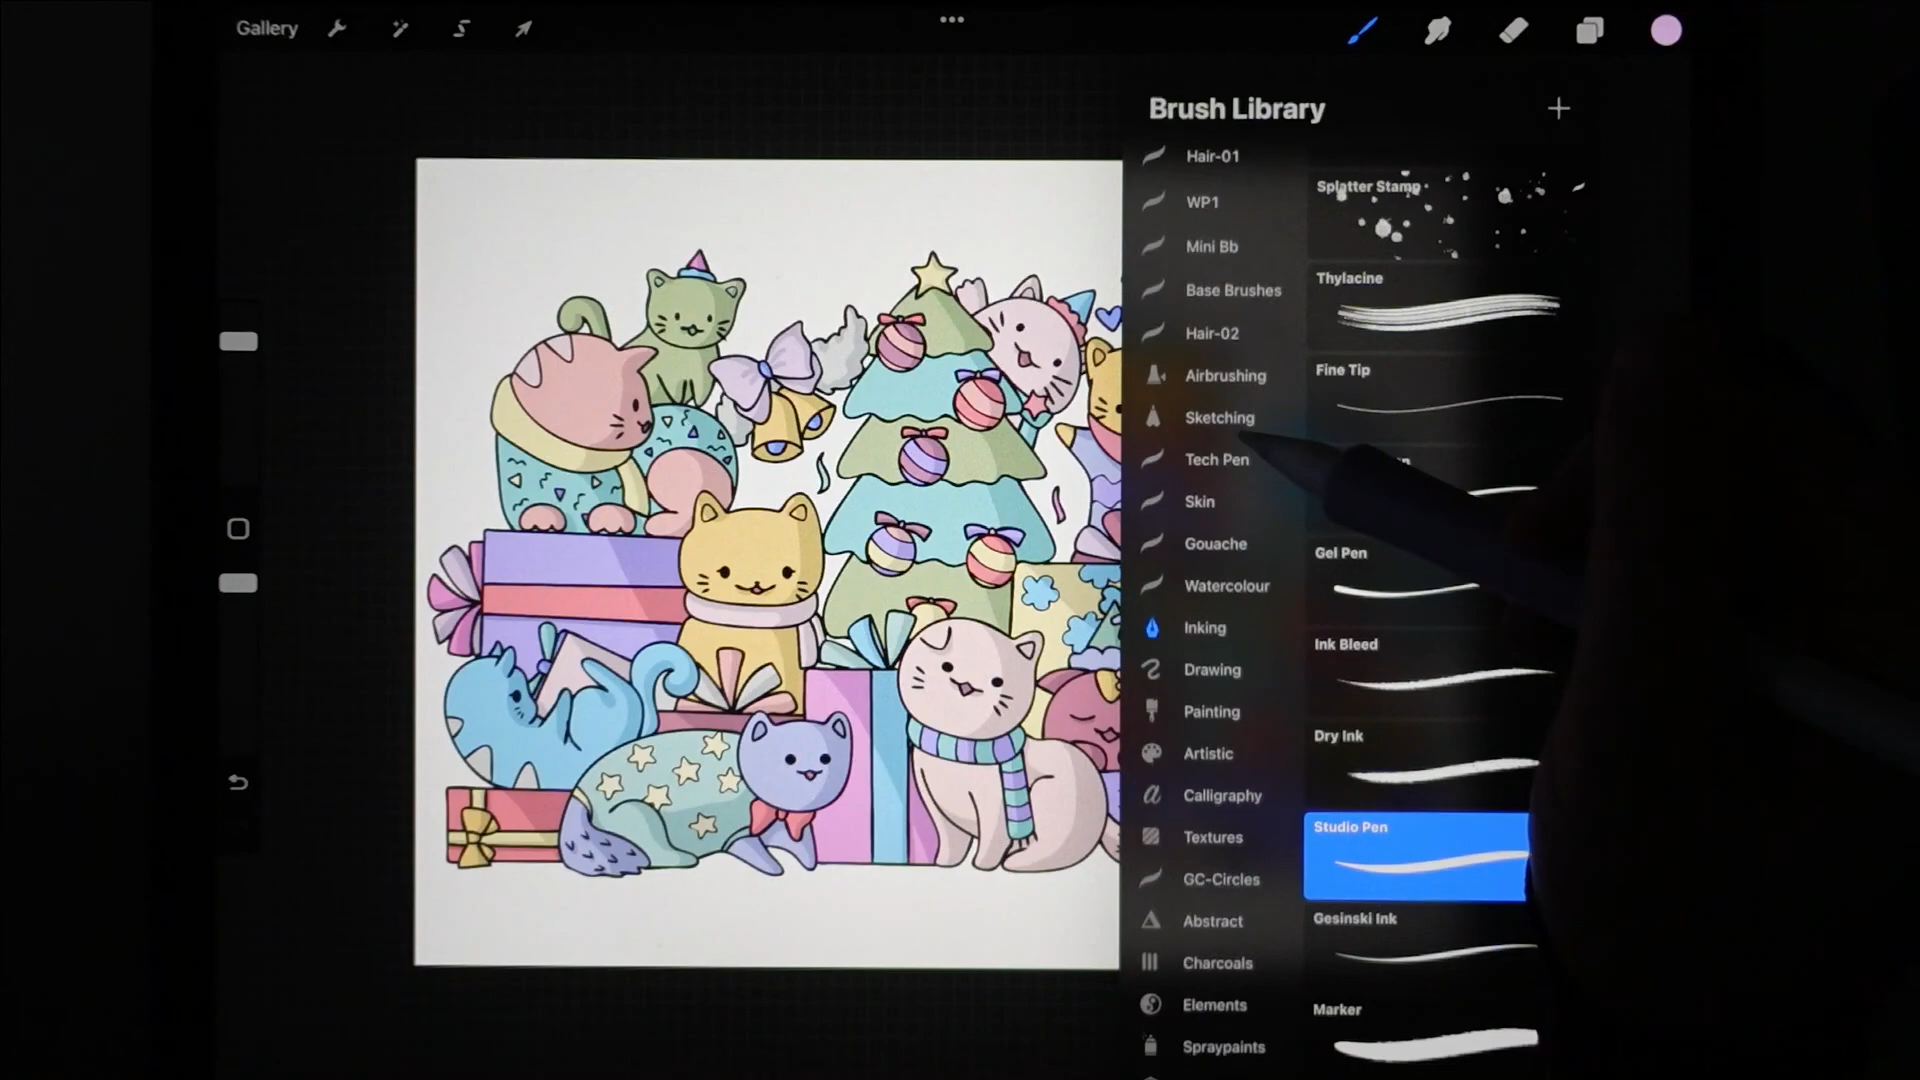 Gallery
Brush Library
Hair-01
WP1
Mini Bb
Base Brushes
Hair-02
Airbrushing
Sketching
Tech Pen
Skin
Gouache
Watercolour
Inking
Drawing
Painting
Artistic
Calligraphy
Textures
GC-Circles
Abstract
Charcoals
Elements
Spraypaints
Splatter Stamp
Thylacine
Fine Tip
Gel Pen
Ink Bleed
Dry Ink
Studio Pen
Gesinski Ink
Marker